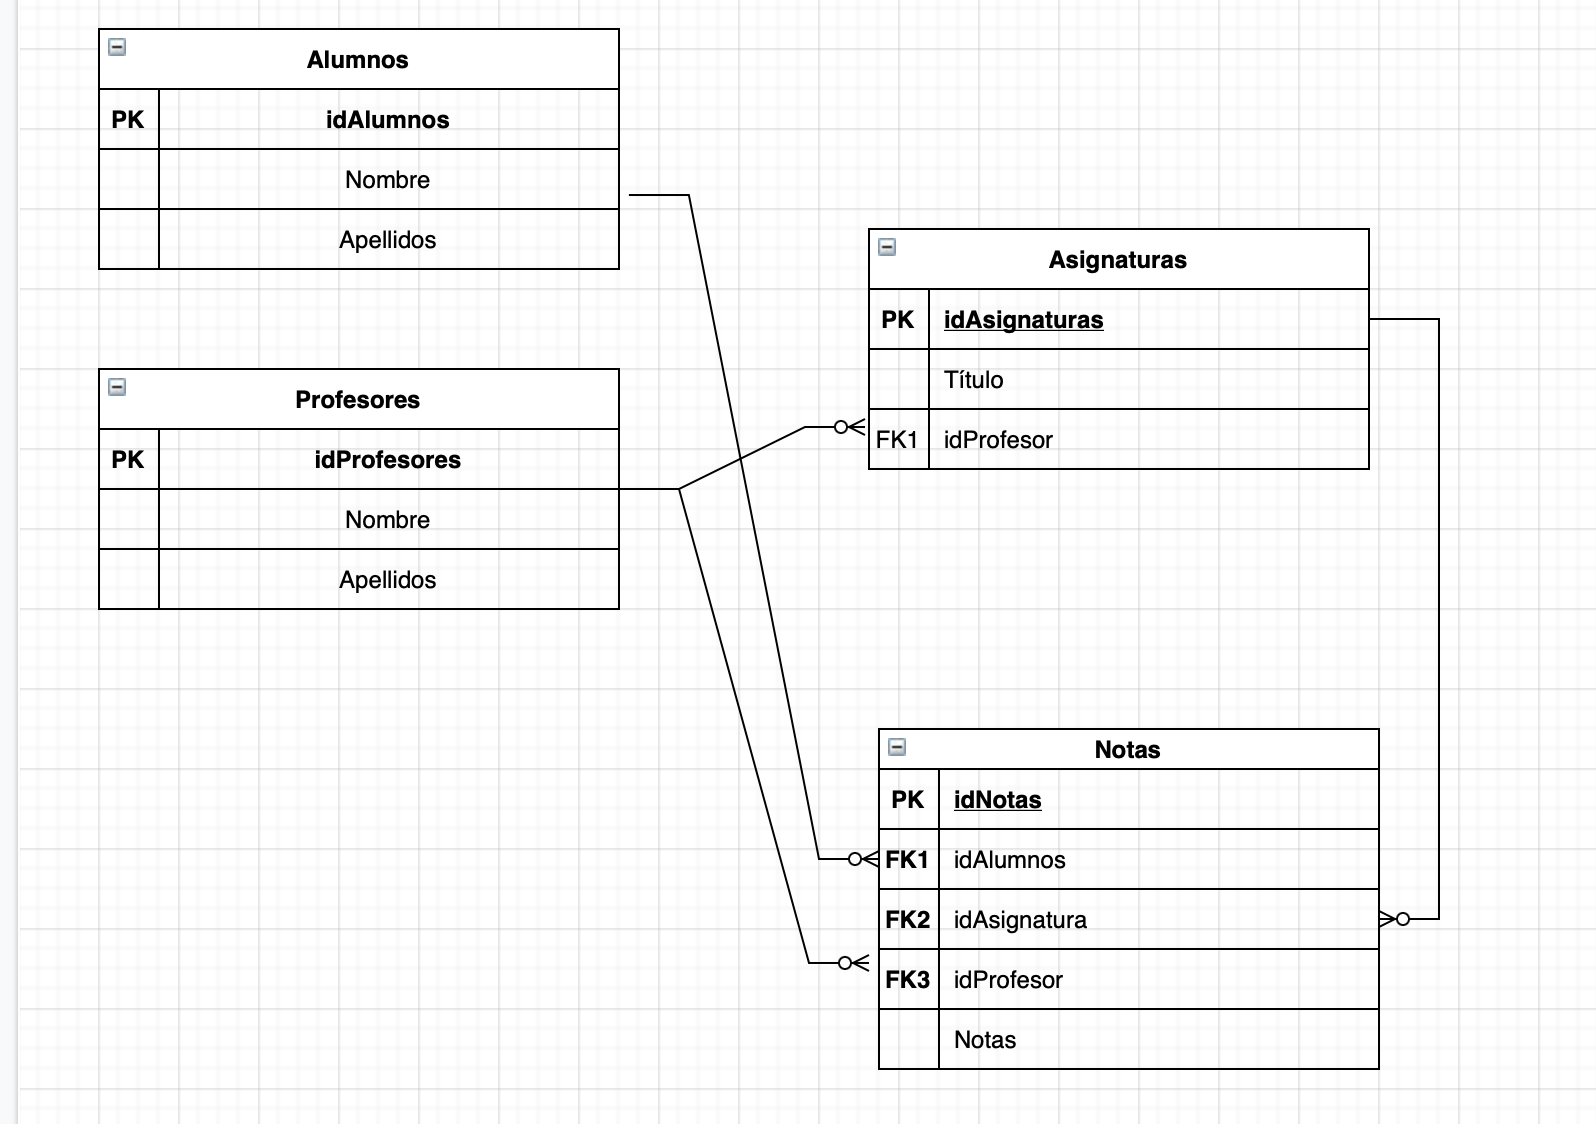 Alumnos
PK idAlumnos
Nombre
Apellidos
Profesores
PK idProfesores
Nombre
Apellidos
Asignaturas
PK idAsignaturas
Título
FK1 idProfesor
Notas
PK idNotas
FK1 idAlumnos
FK2 idAsignatura
FK3 idProfesor
Notas